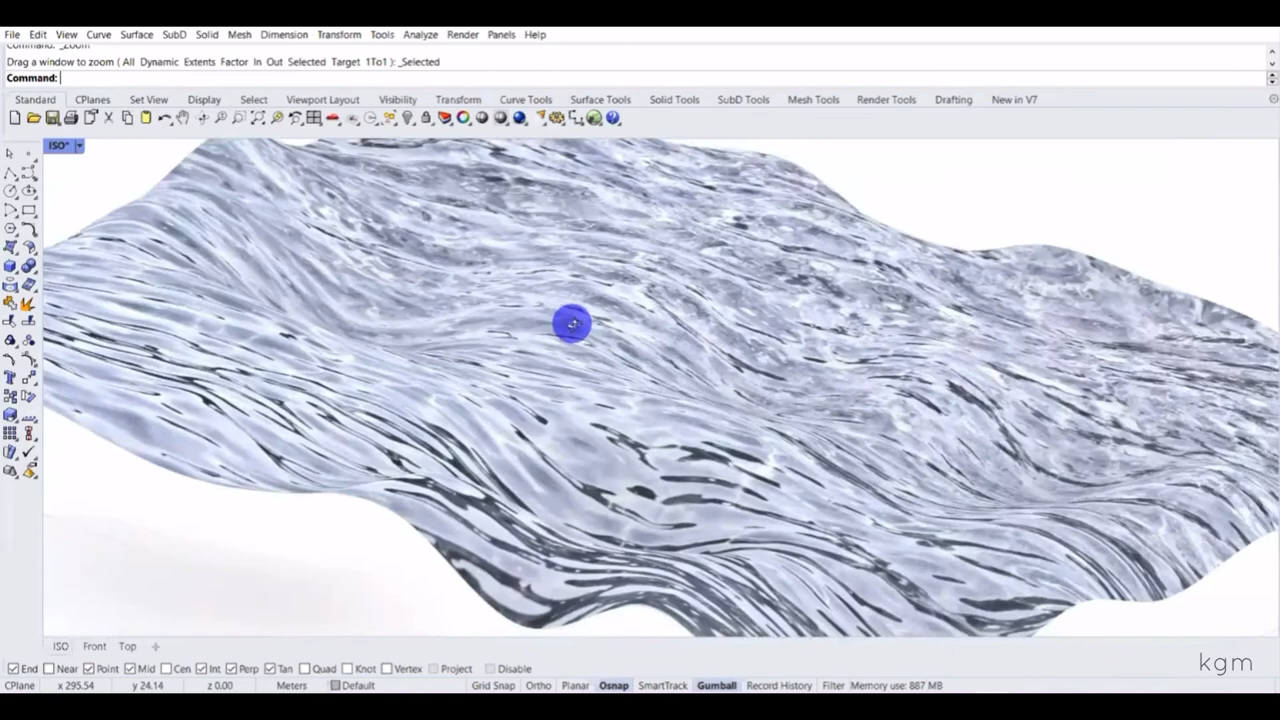 File Edit View Curve Surface SubD Solid Mesh Dimension Transform Tools Analyze Render Panels Help
Command: _Zoom
Drag a window to zoom ( All Dynamic Extents Factor In Out Selected Target 1To1 ): _Selected
Command:
Standard CPlanes Set View Display Select Viewport Layout Visibility Transform Curve Tools Surface Tools Solid Tools SubD Tools Mesh Tools Render Tools Drafting New in V7
ISO*
ISO Front Top
End Near Point Mid Cen Int Perp Tan Quad Knot Vertex Project Disable
kgm
CPlane x 295.54 y 24.14 z 0.00 Meters Default Grid Snap Ortho Planar Osnap SmartTrack Gumball Record History Filter Memory use: 887 MB